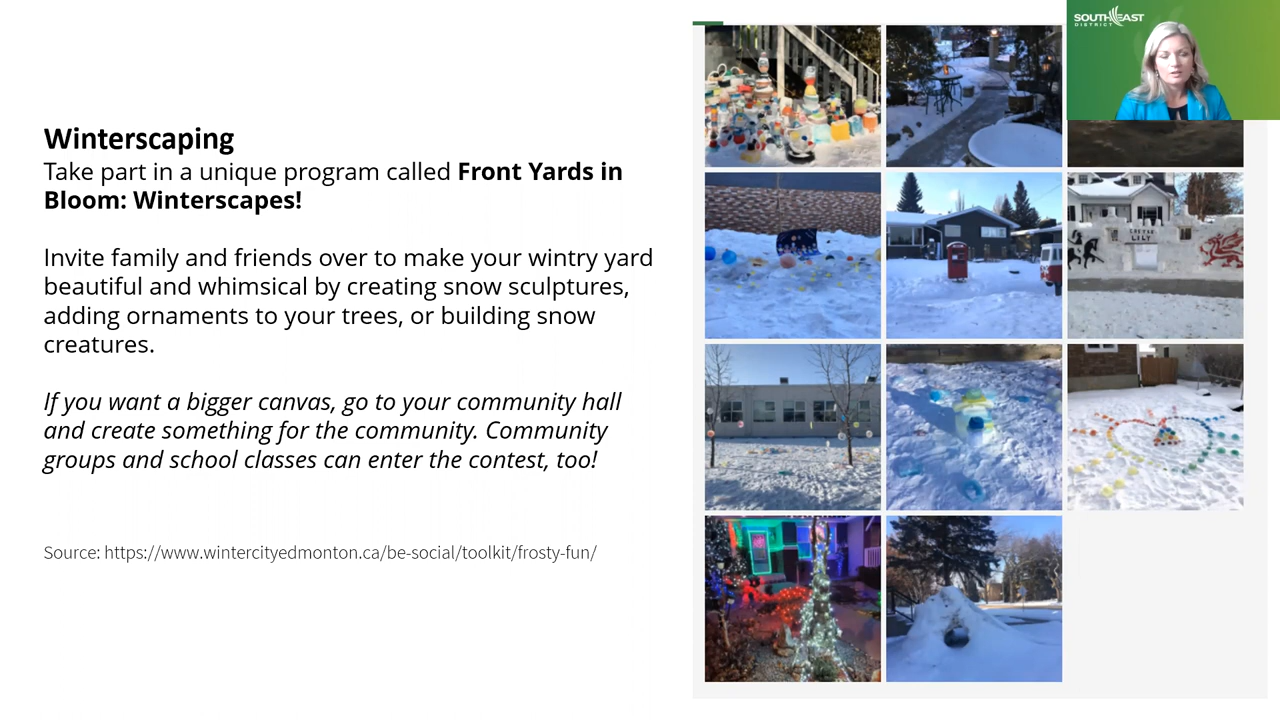 SOUTH EAST
DISTRICT
Winterscaping
Take part in a unique program called Front Yards in
Bloom: Winterscapes!
Invite family and friends over to make your wintry yard
beautiful and whimsical by creating snow sculptures,
adding ornaments to your trees, or building snow
creatures.
If you want a bigger canvas, go to your community hall
and create something for the community. Community
groups and school classes can enter the contest, too!
Source: https://www.wintercityedmonton.ca/be-social/toolkit/frosty-fun/
LILY